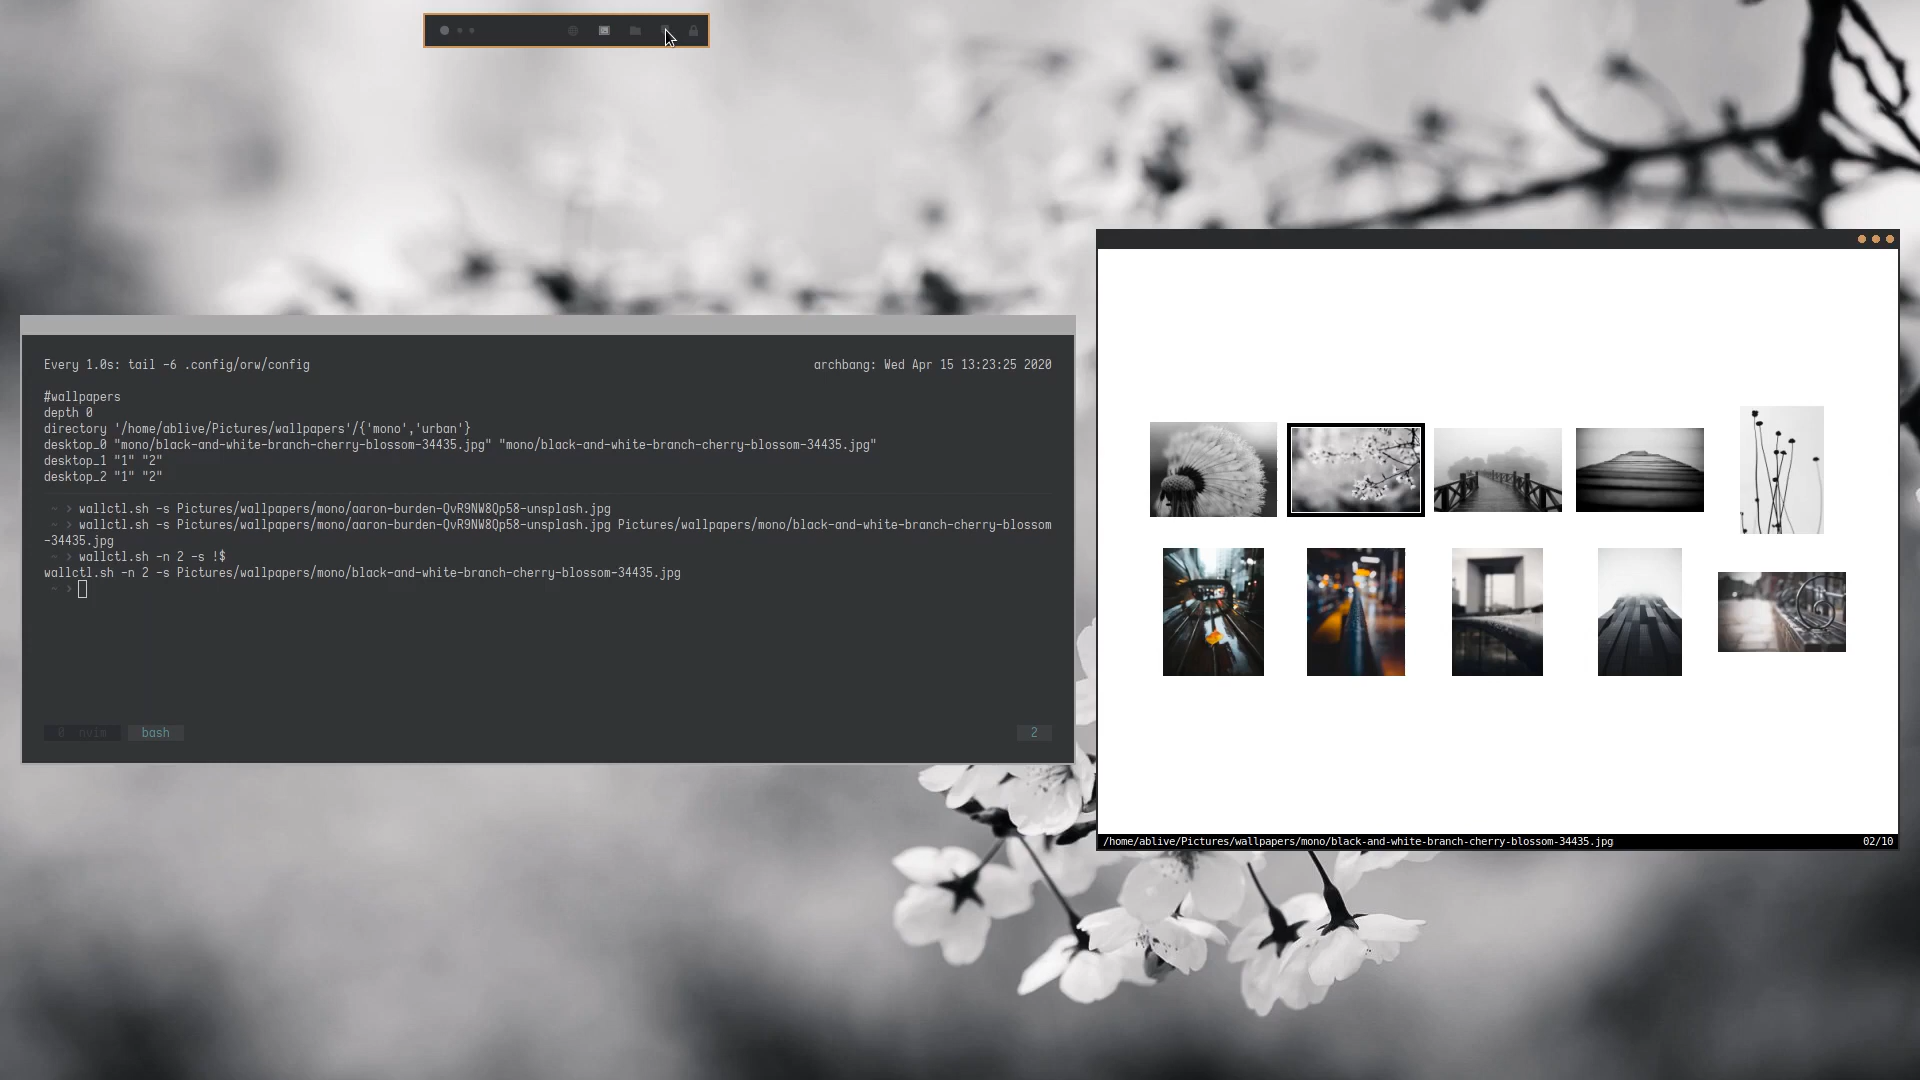 Every 1.0s: tail -6 .config/orw/config archbang: Wed Apr 15 13:23:25 2020
#wallpapers
depth 0
directory '/home/ablive/Pictures/wallpapers'/{'mono','urban'}
desktop_0 "mono/black-and-white-branch-cherry-blossom-34435.jpg" "mono/black-and-white-branch-cherry-blossom-34435.jpg"
desktop_1 "1" "2"
desktop_2 "1" "2"
~ > wallctl.sh -s Pictures/wallpapers/mono/aaron-burden-QvR9NW8Qp58-unsplash.jpg
~ > wallctl.sh -s Pictures/wallpapers/mono/aaron-burden-QvR9NW8Qp58-unsplash.jpg Pictures/wallpapers/mono/black-and-white-branch-cherry-blossom
-34435.jpg
~ > wallctl.sh -n 2 -s !$
wallctl.sh -n 2 -s Pictures/wallpapers/mono/black-and-white-branch-cherry-blossom-34435.jpg
~ >
0 nvim bash 2
/home/ablive/Pictures/wallpapers/mono/black-and-white-branch-cherry-blossom-34435.jpg 02/10